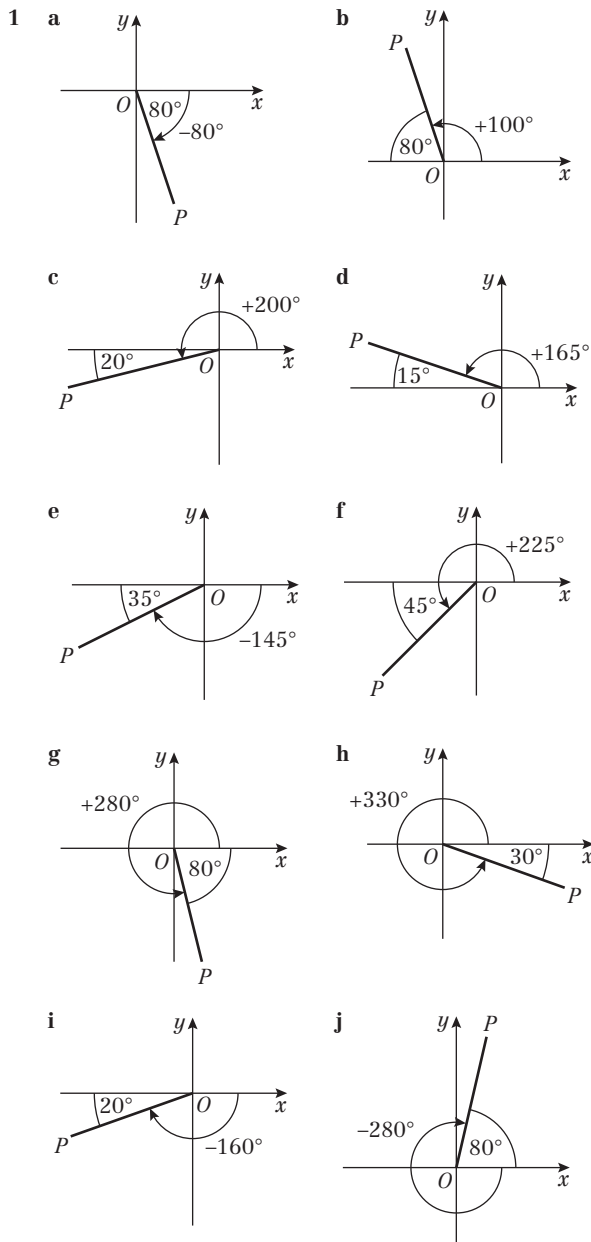 1 a
y
O
80°
x
–80°
P
b
P
y
+100°
80°
O
x
c
y
+200°
20°
O
x
P
d
y
P
+165°
15°
O
x
e
y
35°
O
x
P
–145°
f
y
+225°
45°
O
x
P
g
y
+280°
O
80°
x
P
h
y
+330°
O
30°
x
P
i
y
20°
O
x
P
–160°
j
y
P
–280°
80°
O
x